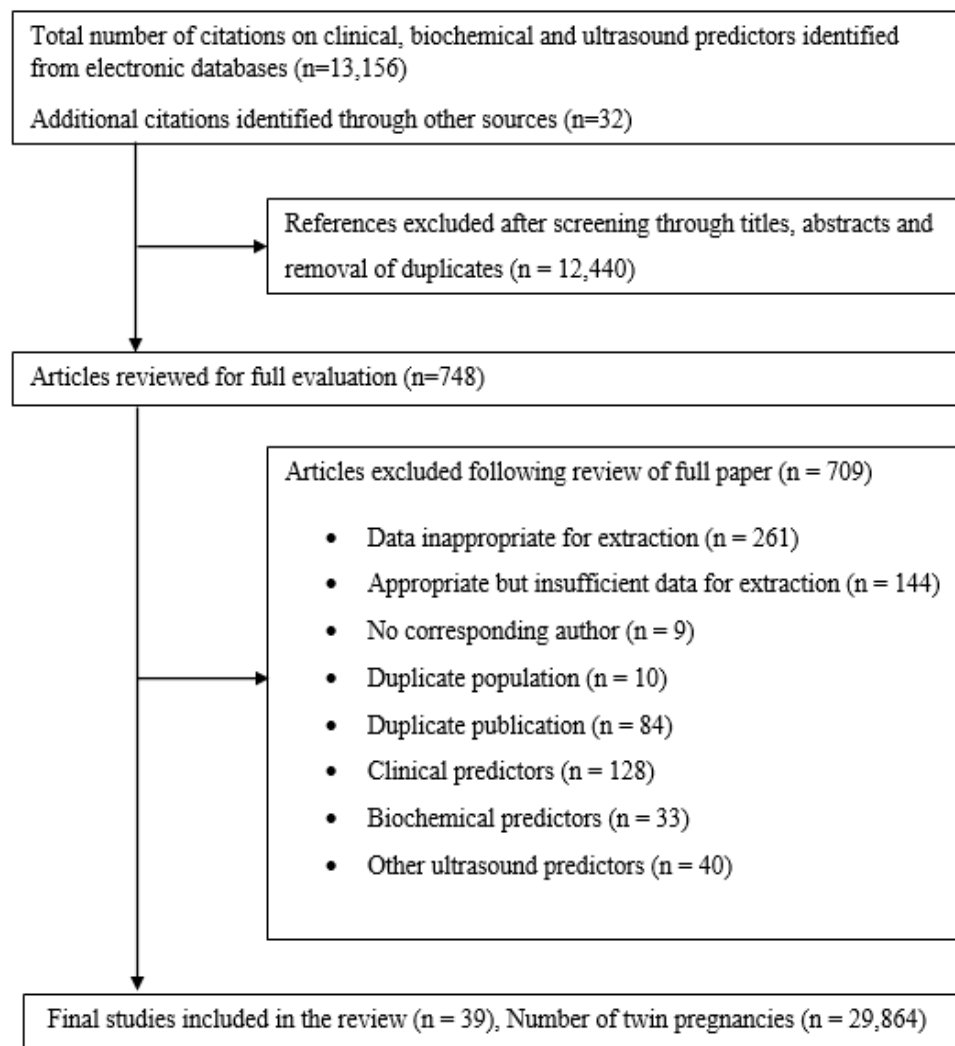 Total number of citations on clinical, biochemical and ultrasound predictors identified
from electronic databases (n=13,156)
Additional citations identified through other sources (n=32)
References excluded after screening through titles, abstracts and
removal of duplicates (n = 12,440)
Articles reviewed for full evaluation (n=748)
Articles excluded following review of full paper (n = 709)
• Data inappropriate for extraction (n = 261)
• Appropriate but insufficient data for extraction (n = 144)
• No corresponding author (n = 9)
• Duplicate population (n = 10)
• Duplicate publication (n = 84)
• Clinical predictors (n = 128)
• Biochemical predictors (n = 33)
• Other ultrasound predictors (n = 40)
Final studies included in the review (n = 39), Number of twin pregnancies (n = 29,864)